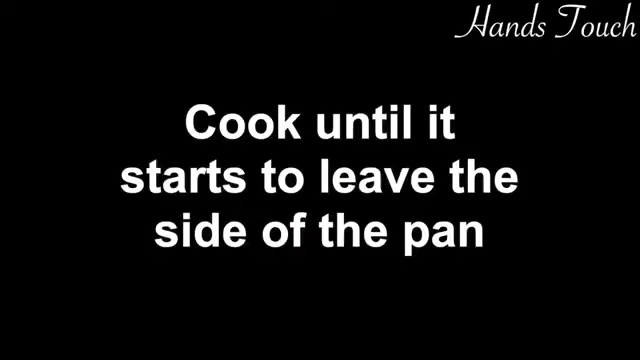 Hands Touch
Cook until it
starts to leave the
side of the pan